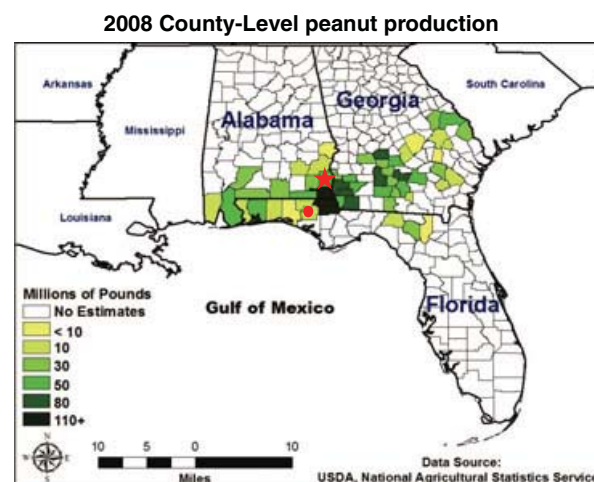 2008 County-Level peanut production
Arkansas
Mississippi
Alabama
Georgia
South Carolina
Louisiana
Millions of Pounds
No Estimates
< 10
10
30
50
80
110+
Gulf of Mexico
Florida
N
W
E
S
10 5 0 10
Miles
Data Source:
USDA, National Agricultural Statistics Service